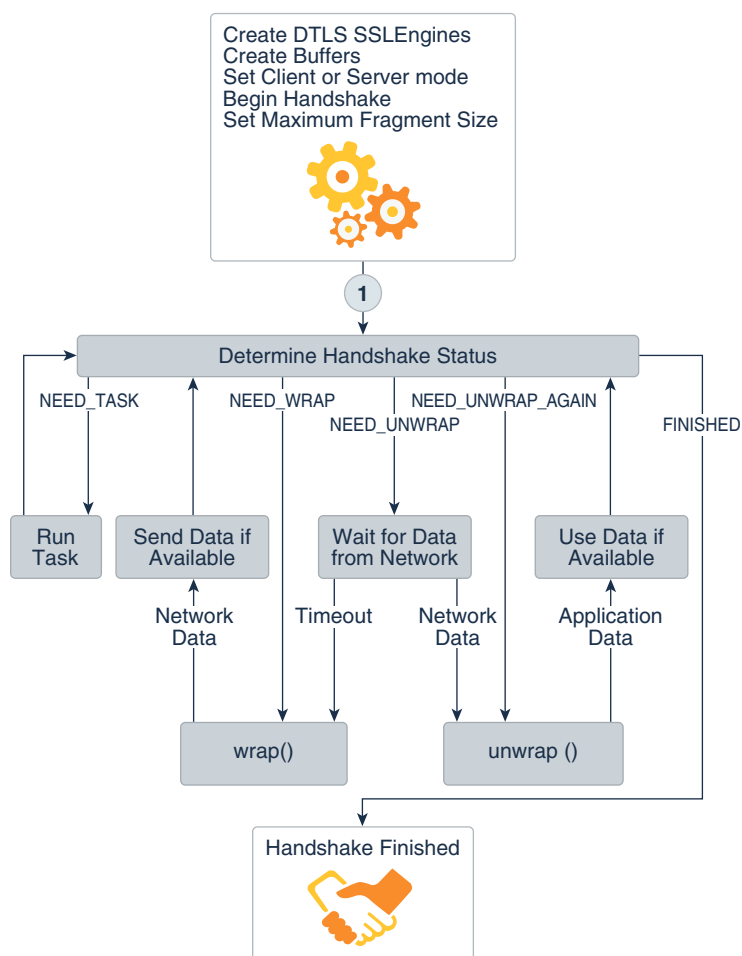 Create DTLS SSLEngines
Create Buffers
Set Client or Server mode
Begin Handshake
Set Maximum Fragment Size
1
Determine Handshake Status
NEED_TASK
NEED_WRAP
NEED_UNWRAP
NEED_UNWRAP_AGAIN
FINISHED
Run
Task
Send Data if
Available
Wait for Data
from Network
Use Data if
Available
Network
Data
Timeout
Network
Data
Application
Data
wrap()
unwrap ()
Handshake Finished